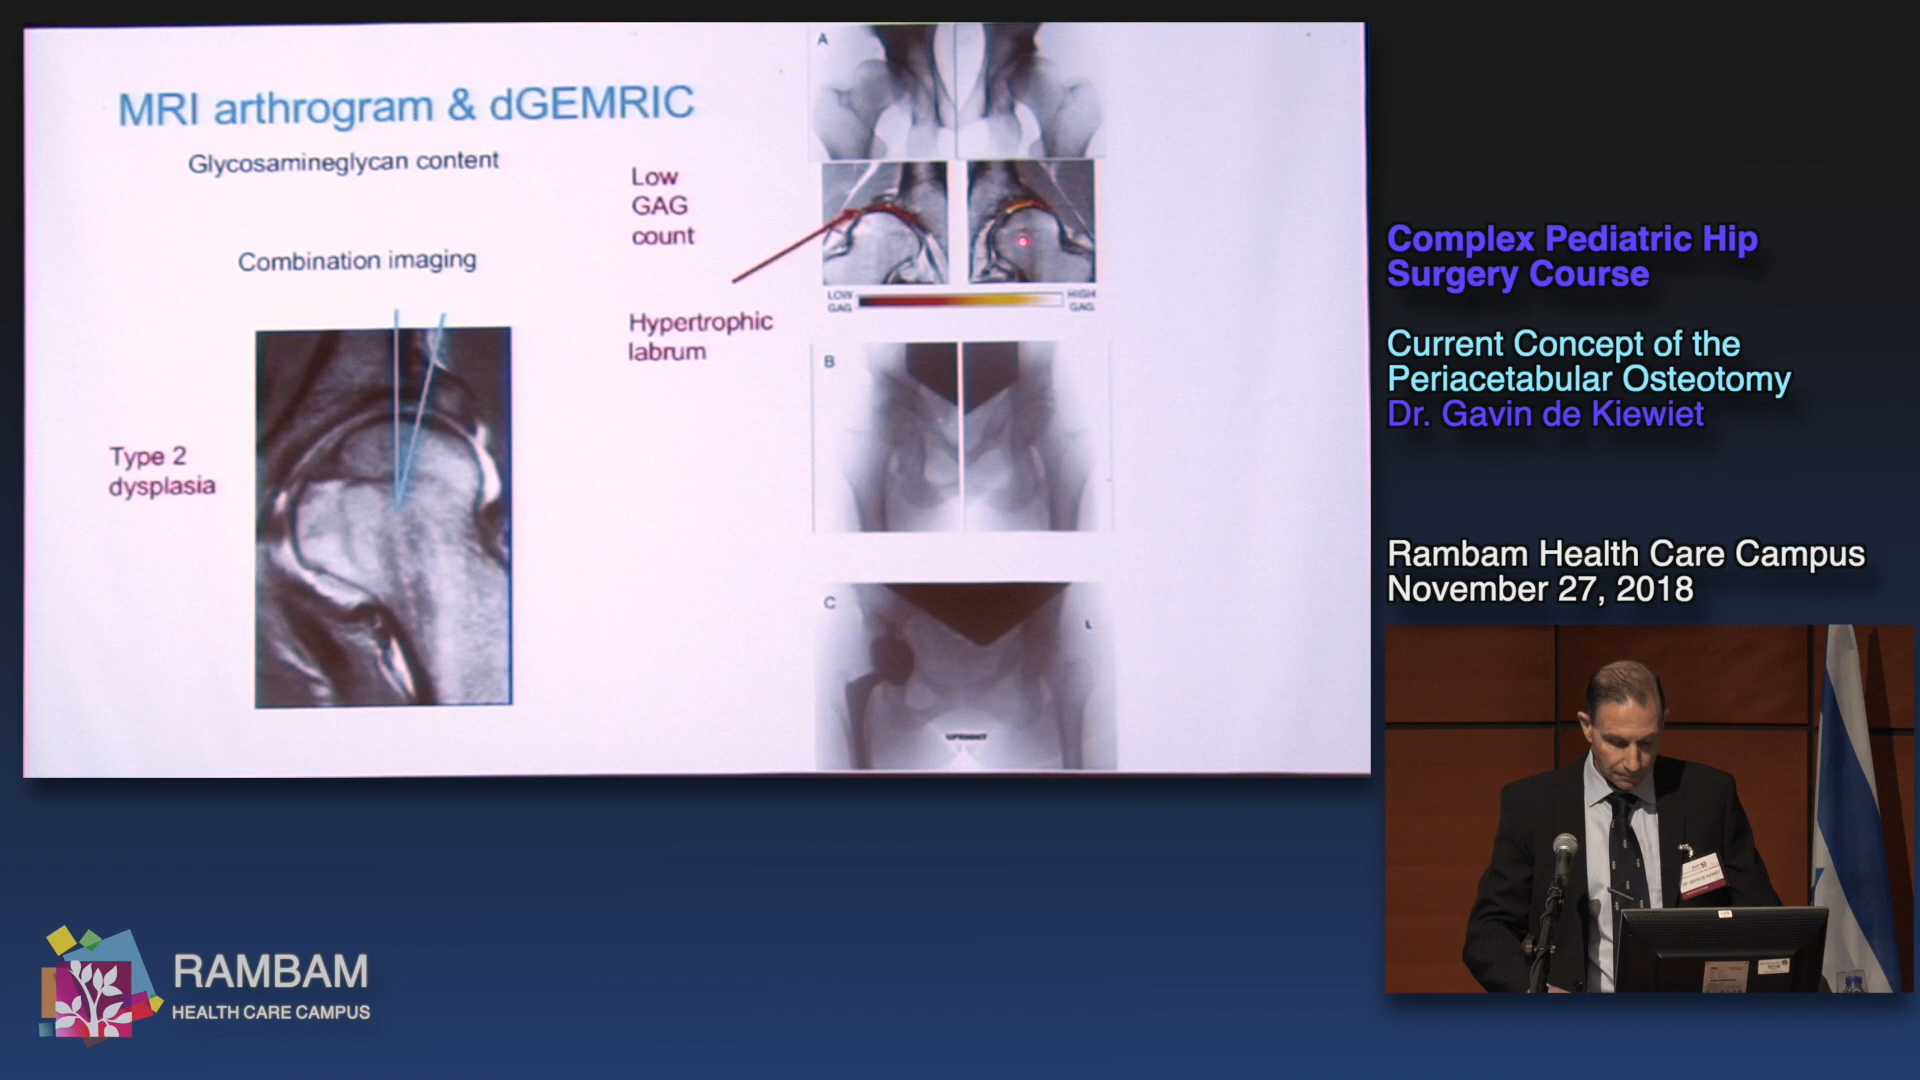 MRI arthrogram & dGEMRIC
Glycosamineglycan content
Combination imaging
Type 2
dysplasia
Low
GAG
count
Hypertrophic
labrum
A
LOW
GAG
HIGH
GAG
B
C
L
UPRIGHT
Complex Pediatric Hip
Surgery Course
Current Concept of the
Periacetabular Osteotomy
Dr. Gavin de Kiewiet
Rambam Health Care Campus
November 27, 2018
RAMBAM
HEALTH CARE CAMPUS